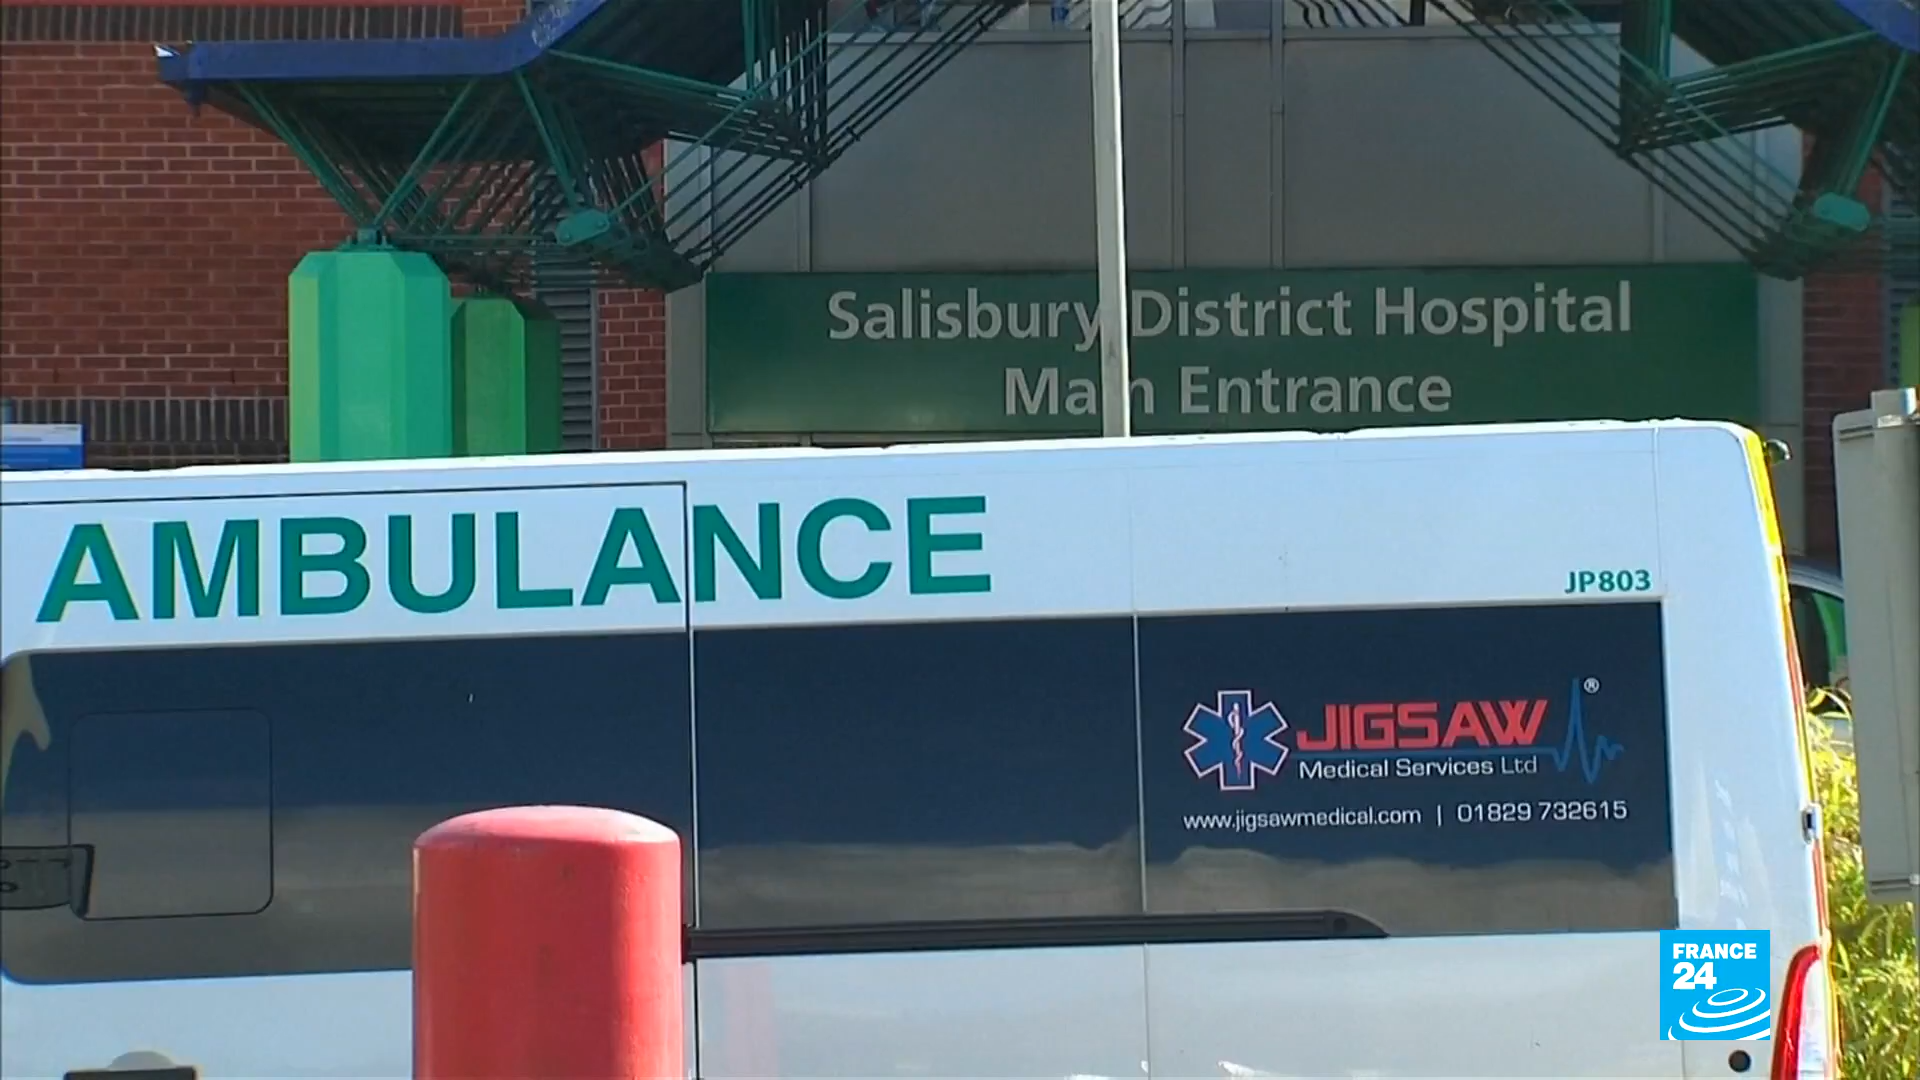 Salisbury District Hospital
Main Entrance
AMBULANCE
JP803
JIGSAW ®
Medical Services Ltd
www.jigsawmedical.com | 01829 732615
FRANCE
24